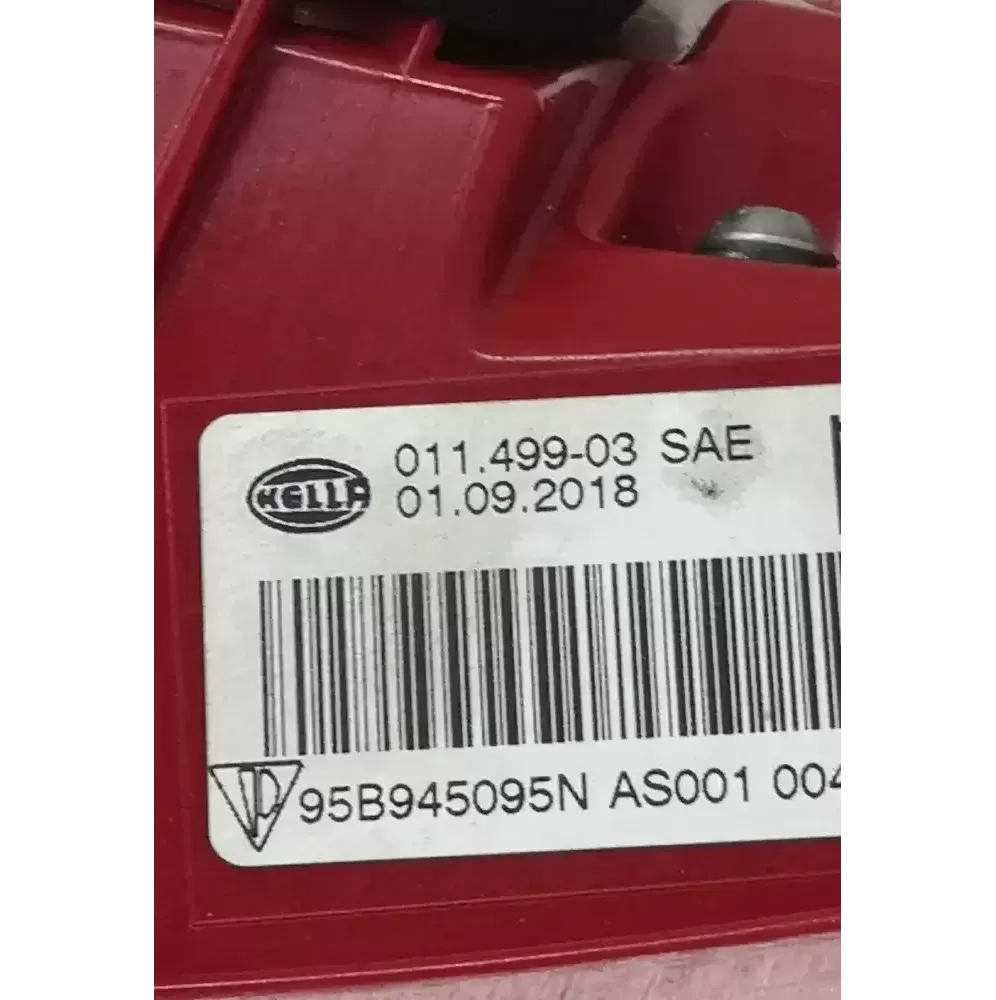 HELLA
011.499-03 SAE
01.09.2018
95B945095N AS001 004